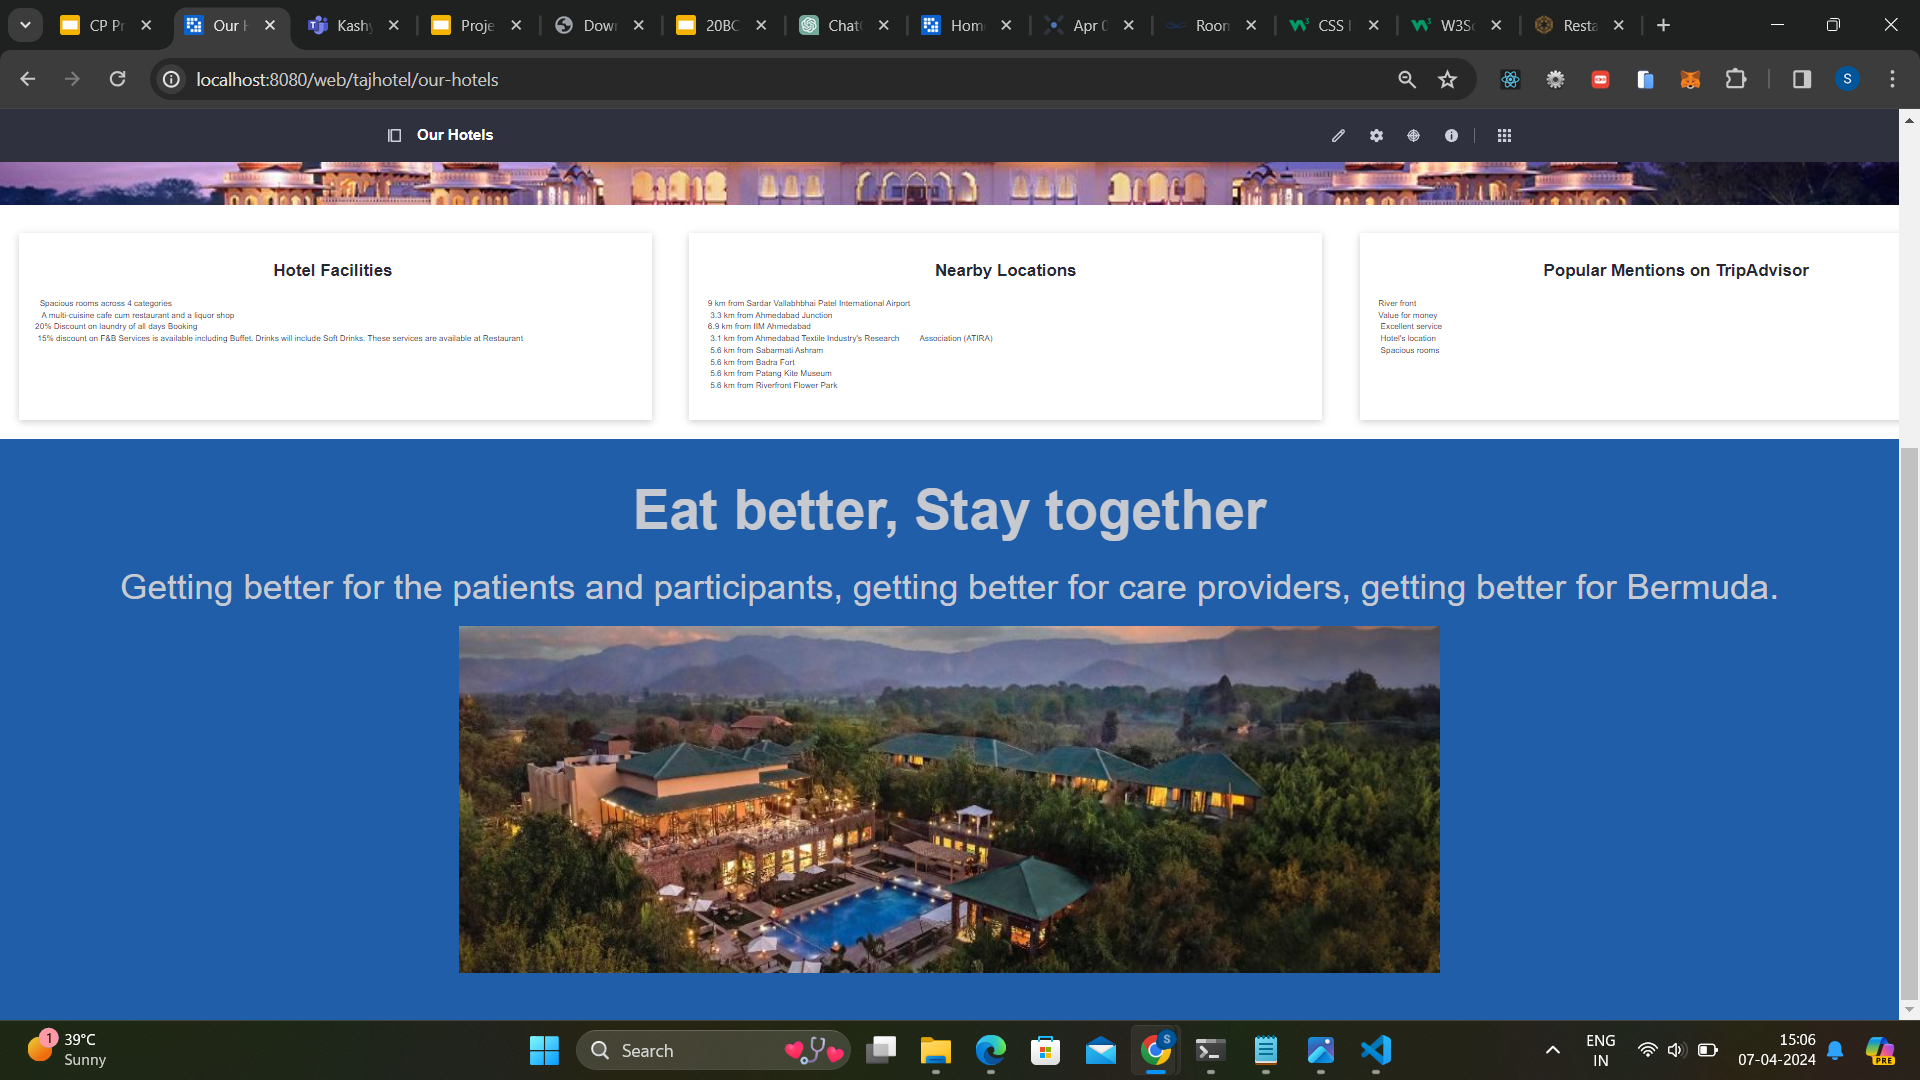 CP Pr
Our H
Kashy
Proje
Down
20BC
Chat
Hom
Apr 0
Roon
CSS
W3Sc
Resta
localhost:8080/web/tajhotel/our-hotels
S
Our Hotels
Hotel Facilities
Spacious rooms across 4 categories
A multi-cuisine cafe cum restaurant and a liquor shop
20% Discount on laundry of all days Booking
15% discount on F&B Services is available including Buffet. Drinks will include Soft Drinks. These services are available at Restaurant
Nearby Locations
9 km from Sardar Vallabhbhai Patel International Airport
3.3 km from Ahmedabad Junction
6.9 km from IIM Ahmedabad
3.1 km from Ahmedabad Textile Industry's Research Association (ATIRA)
5.6 km from Sabarmati Ashram
5.6 km from Badra Fort
5.6 km from Patang Kite Museum
5.6 km from Riverfront Flower Park
Popular Mentions on TripAdvisor
River front
Value for money
Excellent service
Hotel's location
Spacious rooms
Eat better, Stay together
Getting better for the patients and participants, getting better for care providers, getting better for Bermuda.
1
39°C
Sunny
Search
S
ENG
IN
15:06
07-04-2024
PRE